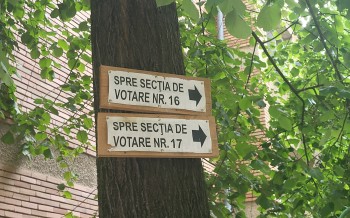 SPRE SECȚIA DE
VOTARE NR. 16
SPRE SECȚIA DE
VOTARE NR. 17